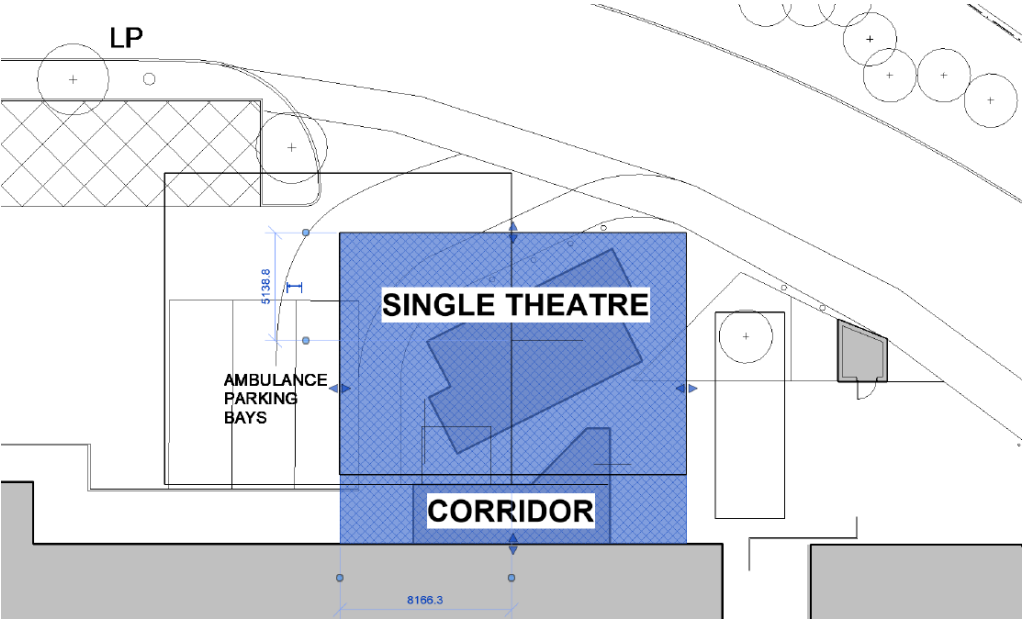 LP
5138.8
SINGLE THEATRE
AMBULANCE
PARKING
BAYS
CORRIDOR
8166.3